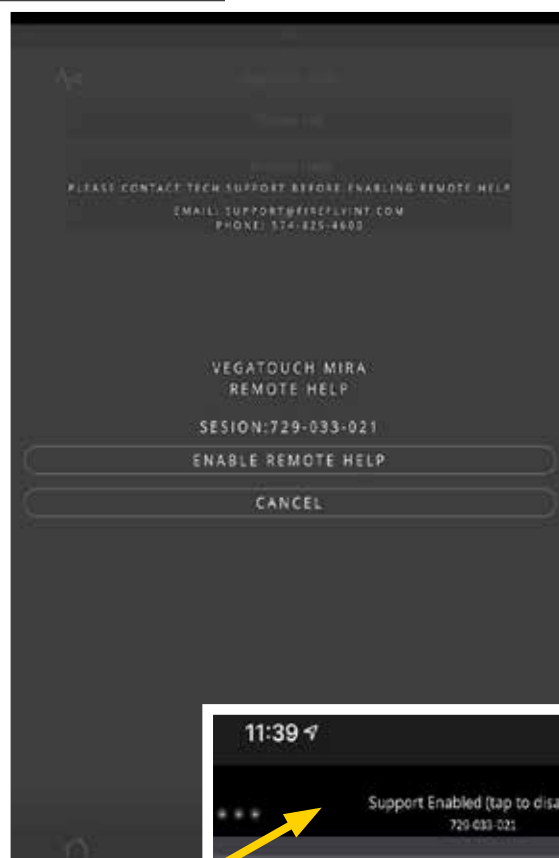 PLEASE CONTACT TECH SUPPORT BEFORE ENABLING REMOTE HELP
EMAIL: SUPPORT@FIREFLYINT.COM
PHONE: 574-825-4600
VEGATOUCH MIRA
REMOTE HELP
SESION:729-033-021
ENABLE REMOTE HELP
CANCEL
11:39
Support Enabled (tap to disa
729-033-021